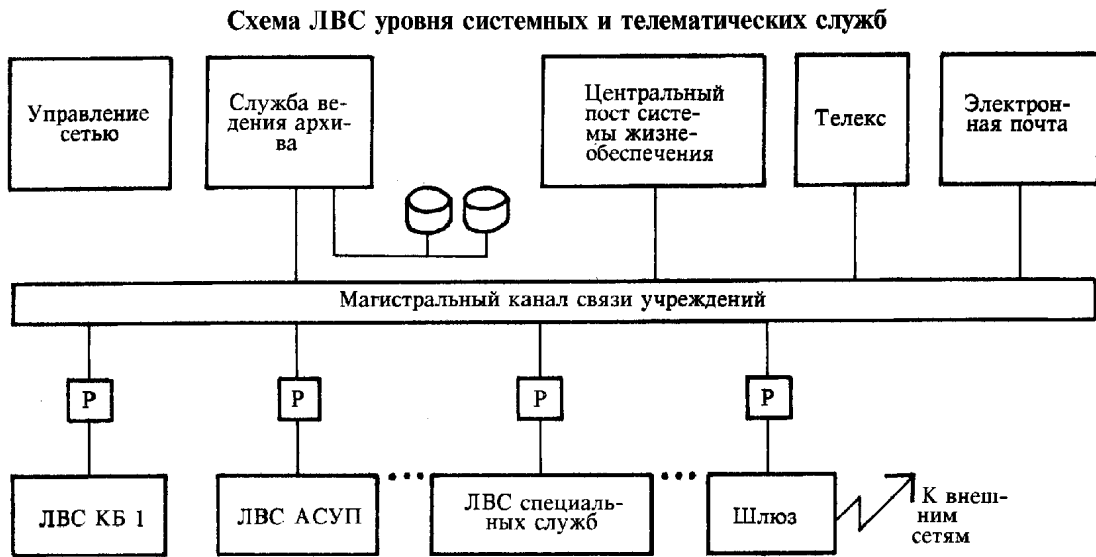 Схема ЛВС уровня системных и телематических служб
Управление
сетью
Служба ве-
дения архи-
ва
Центральный
пост систе-
мы жизне-
обеспечения
Телекс
Электрон-
ная почта
Магистральный канал связи учреждений
Р
Р
Р
Р
ЛВС КБ 1
ЛВС АСУП
ЛВС специаль-
ных служб
Шлюз
К внеш-
ним
сетям